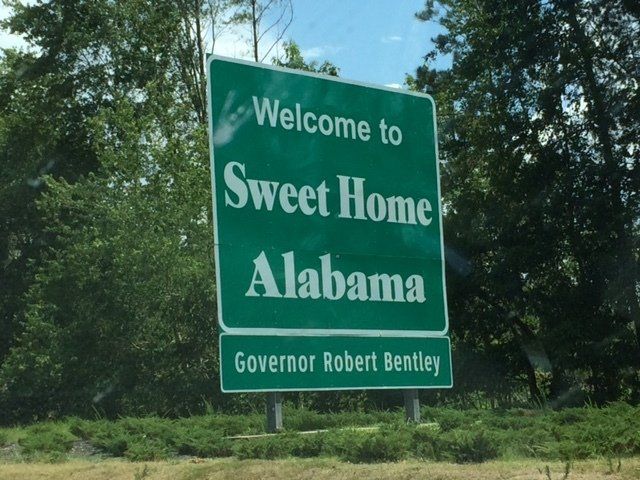 Welcome to
Sweet Home
Alabama
Governor Robert Bentley